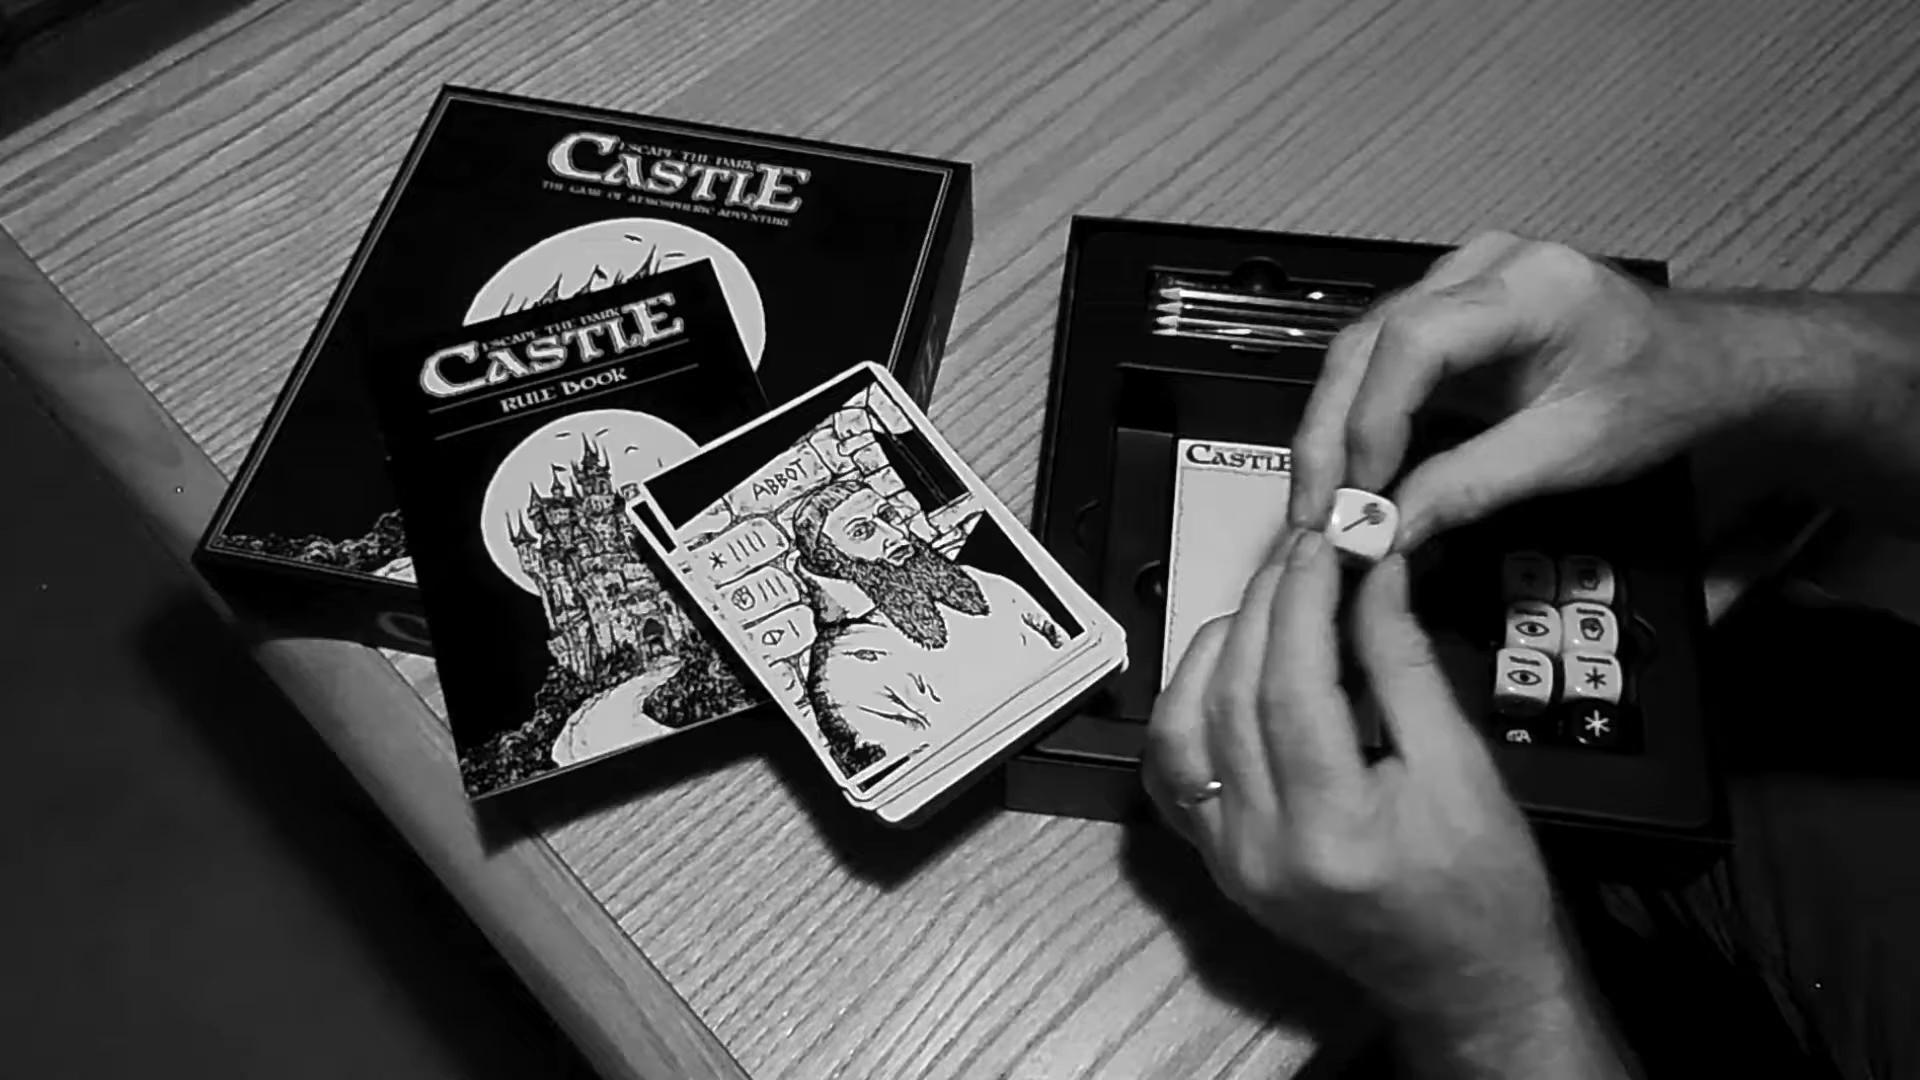 ESCAPE THE DARK
CASTLE
THE GAME OF ATMOSPHERIC ADVENTURE
ESCAPE THE DARK
CASTLE
RULE BOOK
ABBOT
CASTLE